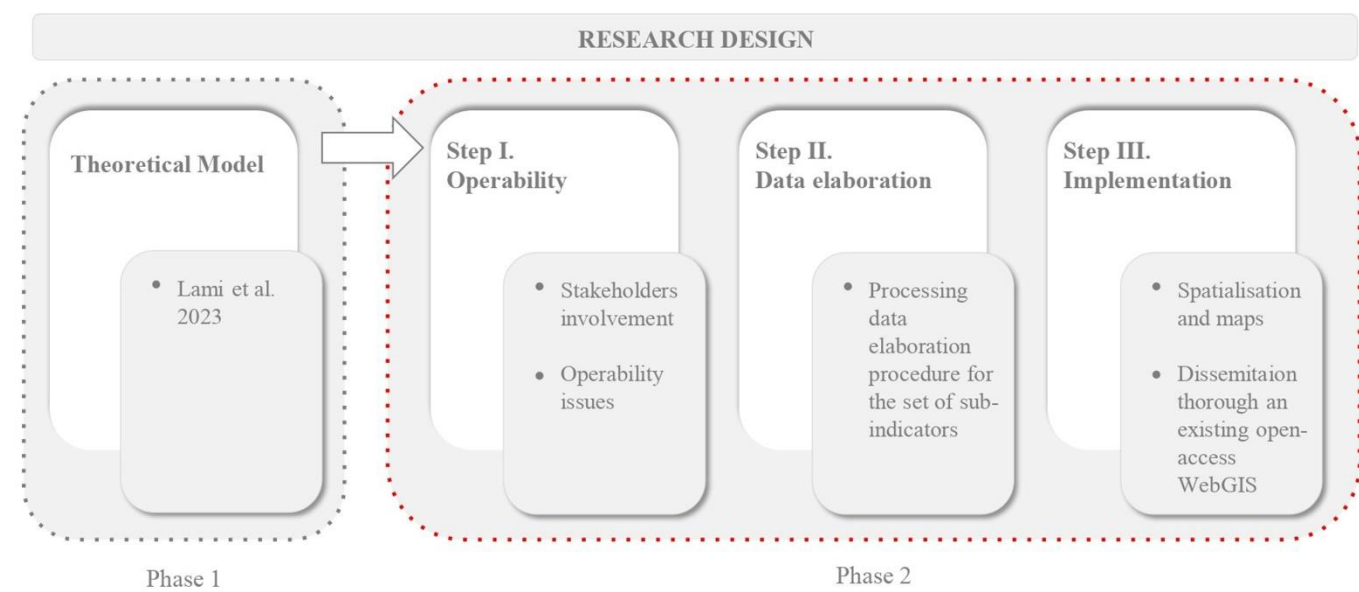 RESEARCH DESIGN
Theoretical Model
• Lami et al.
2023
Step I.
Operability
• Stakeholders
involvement
• Operability
issues
Step II.
Data elaboration
• Processing
data
elaboration
procedure for
the set of sub-
indicators
Step III.
Implementation
• Spatialisation
and maps
• Dissemitaion
thorough an
existing open-
access
WebGIS
Phase 1
Phase 2